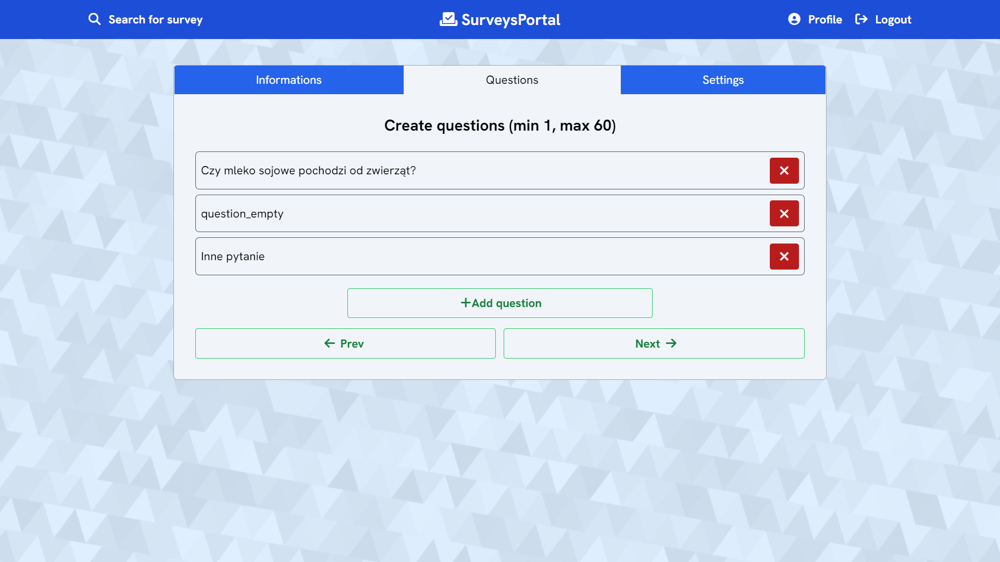 Search for survey
SurveysPortal
Profile
Logout
Informations
Questions
Settings
Create questions (min 1, max 60)
Czy mleko sojowe pochodzi od zwierząt?
question_empty
Inne pytanie
+Add question
← Prev
Next →